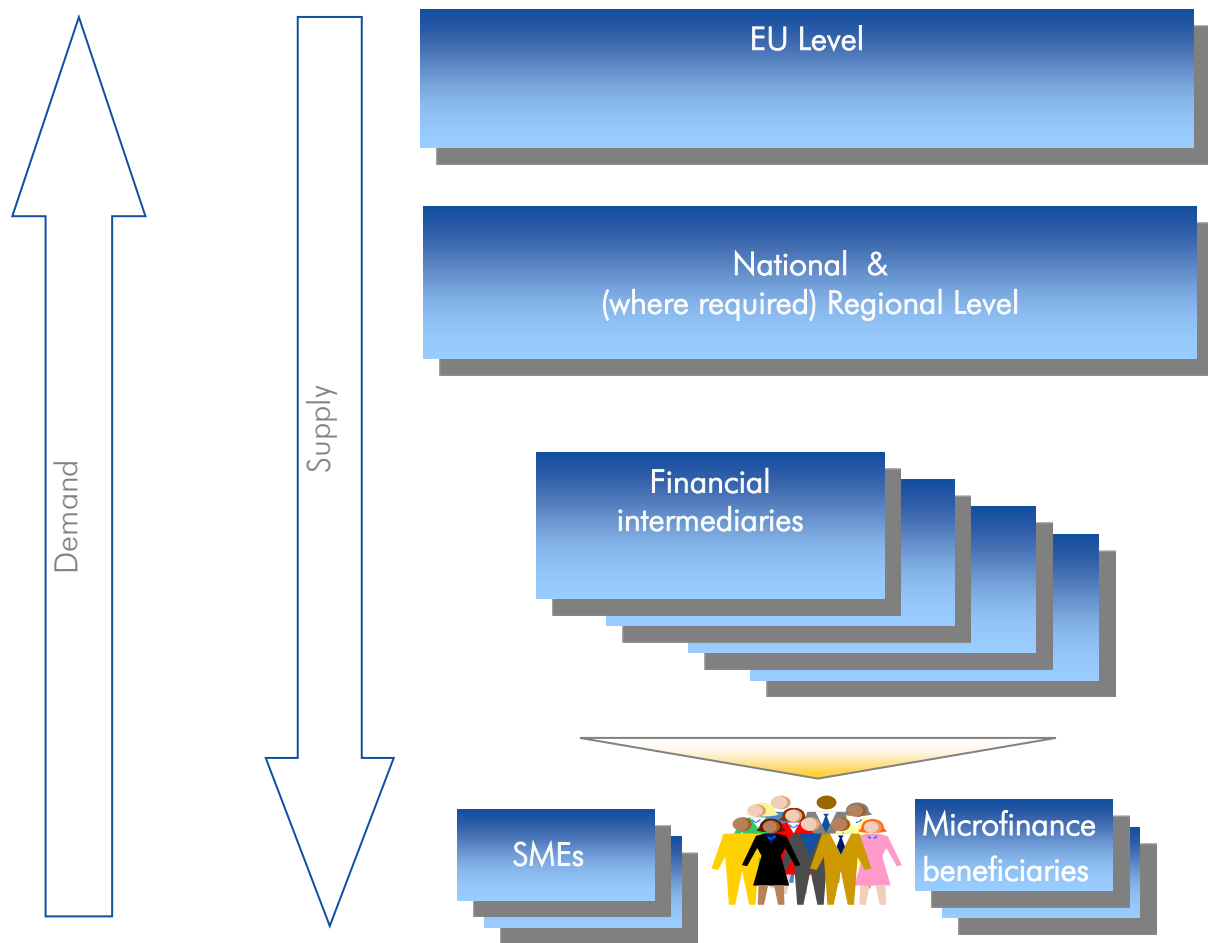 EU Level
National & 
(where required) Regional Level
Supply
Demand
Financial
intermediaries
SMEs
Microfinance
beneficiaries